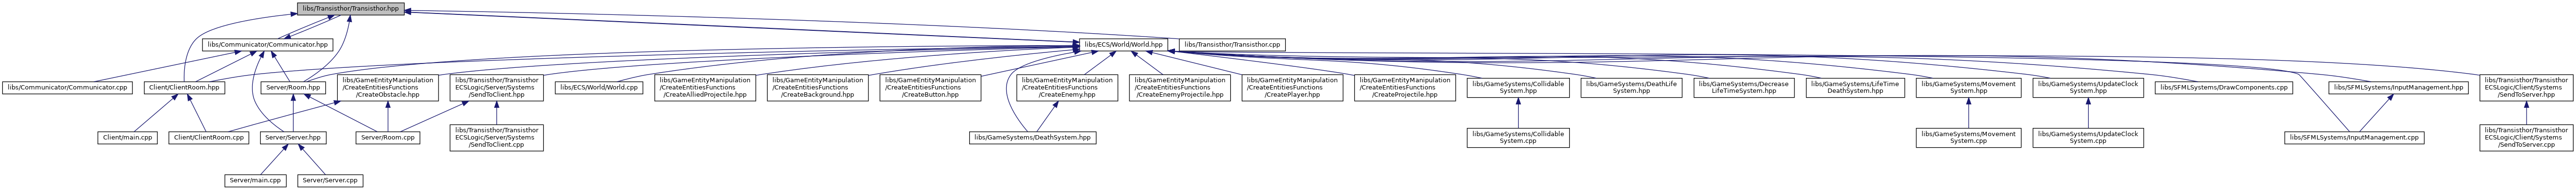 libs/Transisthor/Transisthor.hpp
libs/Communicator/Communicator.hpp
libs/ECS/World/World.hpp
libs/Transisthor/Transisthor.cpp
libs/Communicator/Communicator.cpp
Client/ClientRoom.hpp
Server/Room.hpp
libs/GameEntityManipulation
/CreateEntitiesFunctions
/CreateObstacle.hpp
libs/Transisthor/Transisthor
ECSLogic/Server/Systems
/SendToClient.hpp
libs/ECS/World/World.cpp
libs/GameEntityManipulation
/CreateEntitiesFunctions
/CreateAlliedProjectile.hpp
libs/GameEntityManipulation
/CreateEntitiesFunctions
/CreateBackground.hpp
libs/GameEntityManipulation
/CreateEntitiesFunctions
/CreateButton.hpp
libs/GameEntityManipulation
/CreateEntitiesFunctions
/CreateEnemy.hpp
libs/GameEntityManipulation
/CreateEntitiesFunctions
/CreateEnemyProjectile.hpp
libs/GameEntityManipulation
/CreateEntitiesFunctions
/CreatePlayer.hpp
libs/GameEntityManipulation
/CreateEntitiesFunctions
/CreateProjectile.hpp
libs/GameSystems/Collidable
System.hpp
libs/GameSystems/DeathLife
System.hpp
libs/GameSystems/Decrease
LifeTimeSystem.hpp
libs/GameSystems/LifeTime
DeathSystem.hpp
libs/GameSystems/Movement
System.hpp
libs/GameSystems/UpdateClock
System.hpp
libs/SFMLSystems/DrawComponents.cpp
libs/SFMLSystems/InputManagement.hpp
libs/Transisthor/Transisthor
ECSLogic/Client/Systems
/SendToServer.hpp
Client/main.cpp
Client/ClientRoom.cpp
Server/Server.hpp
Server/Room.cpp
libs/Transisthor/Transisthor
ECSLogic/Server/Systems
/SendToClient.cpp
libs/GameSystems/DeathSystem.hpp
libs/GameSystems/Collidable
System.cpp
libs/GameSystems/Movement
System.cpp
libs/GameSystems/UpdateClock
System.cpp
libs/SFMLSystems/InputManagement.cpp
libs/Transisthor/Transisthor
ECSLogic/Client/Systems
/SendToServer.cpp
Server/main.cpp
Server/Server.cpp